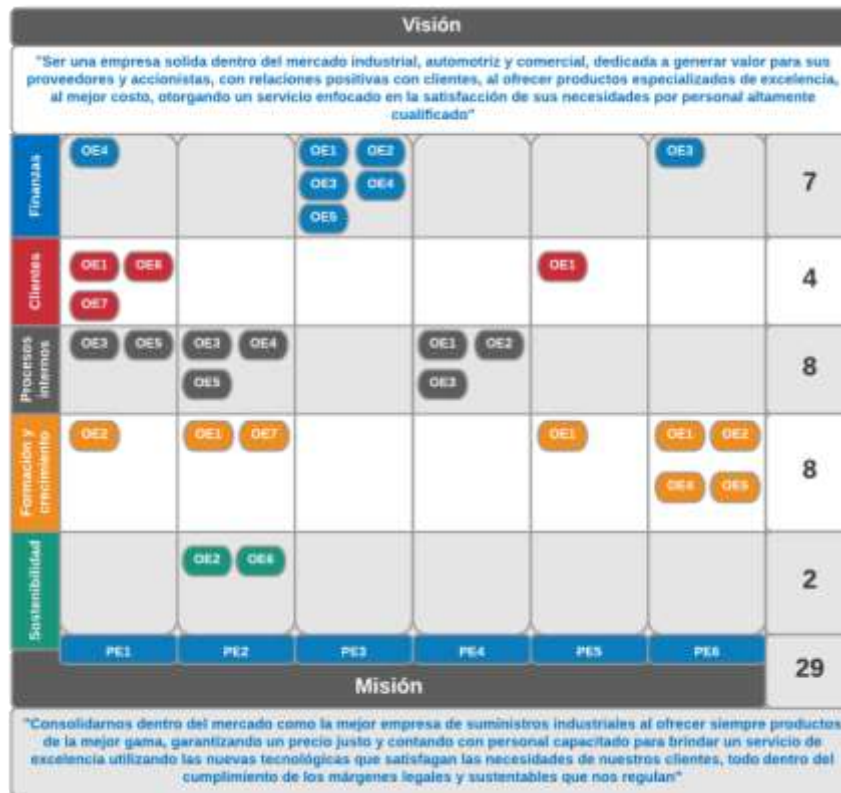 Visión
"Ser una empresa solida dentro del mercado industrial, automotriz y comercial, dedicada a generar valor para sus
proveedores y accionistas, con relaciones positivas con clientes, al ofrecer productos especializados de excelencia,
al mejor costo, otorgando un servicio enfocado en la satisfacción de sus necesidades por personal altamente
cualificado"
Finanzas
OE4 OE1 OE2 OE3
OE3 OE4
OE5
7
Clientes
OE1 OE6 OE1
OE7
4
Procesos
internos
OE3 OE5 OE3 OE4 OE1 OE2
OE5 OE3
8
Formación y
crecimiento
OE2 OE1 OE7 OE1 OE1 OE2
OE4 OE5
8
Sostenibilidad
OE2 OE6
2
PE1 PE2 PE3 PE4 PE5 PE6
29
Misión
"Consolidarnos dentro del mercado como la mejor empresa de suministros industriales al ofrecer siempre productos
de la mejor gama, garantizando un precio justo y contando con personal capacitado para brindar un servicio de
excelencia utilizando las nuevas tecnológicas que satisfagan las necesidades de nuestros clientes, todo dentro del
cumplimiento de los márgenes legales y sustentables que nos regulan"